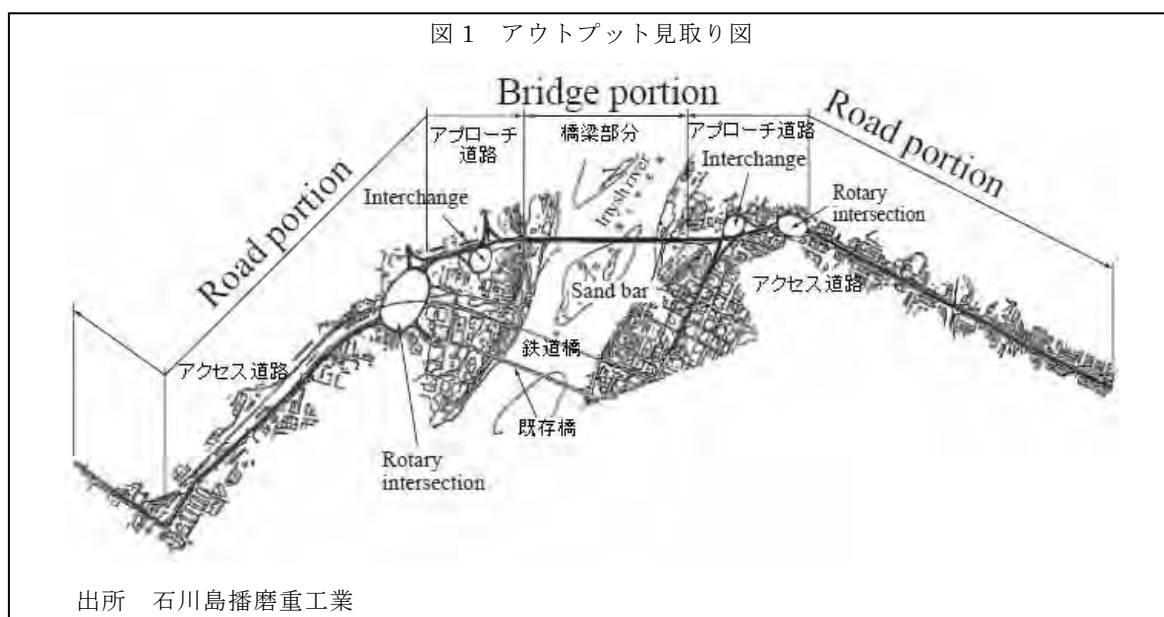 図 1 アウトプット見取り図
Bridge portion
Road portion
アプローチ
道路
橋梁部分
アプローチ道路
Interchange
Road portion
Interchange
Irtysh river
Rotary
intersection
Sand bar
アクセス道路
アクセス道路
鉄道橋
既存橋
Rotary
intersection
出所 石川島播磨重工業